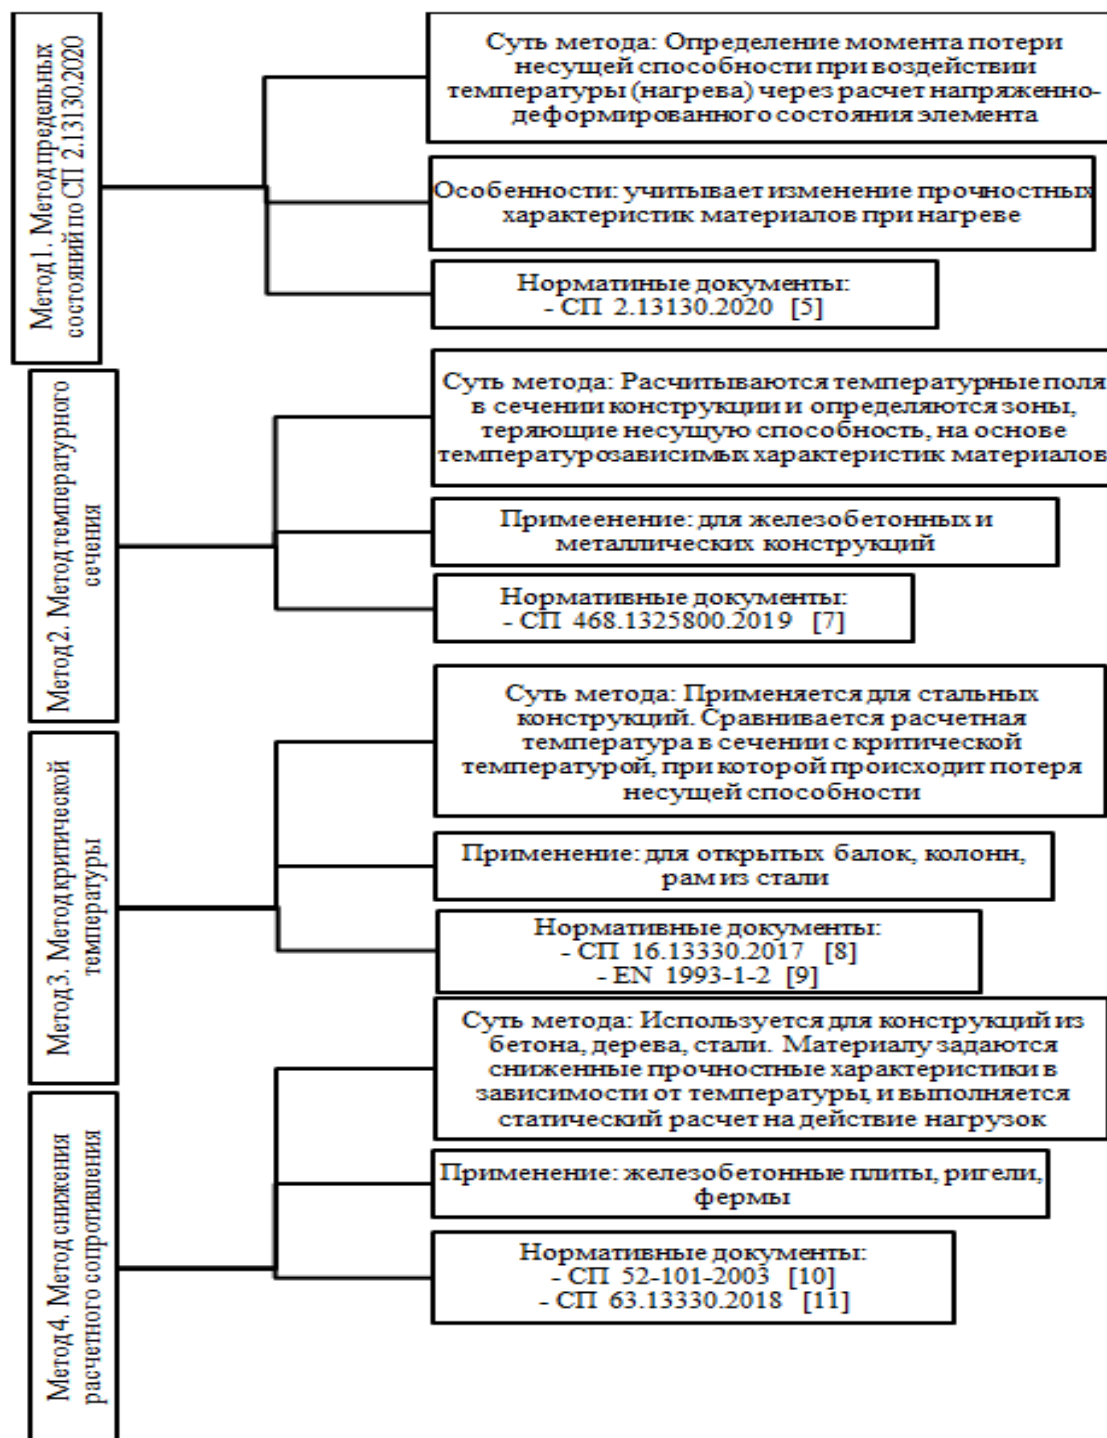 Метод 1. Метод предельных
состояний по СП 2.13130.2020
Суть метода: Определение момента потери
несущей способности при воздействии
температуры (нагрева) через расчет напряженно-
деформированного состояния элемента
Особенности: учитывает изменение прочностных
характеристик материалов при нагреве
Норматиные документы:
- СП 2.13130.2020 [5]
Метод 2. Метод температурного
сечения
Суть метода: Расчитываются температурные поля
в сечении конструкции и определяются зоны,
теряющие несущую способность, на основе
температурозависимых характеристик материалов
Примеенение: для железобетонных и
металлических конструкций
Нормативные документы:
- СП 468.1325800.2019 [7]
Метод 3. Метод критической
температуры
Суть метода: Применяется для стальных
конструкций. Сравнивается расчетная
температура в сечении с критической
температурой, при которой происходит потеря
несущей способности
Применение: для открытых балок, колонн,
рам из стали
Нормативные документы:
- СП 16.13330.2017 [8]
- EN 1993-1-2 [9]
Метод 4. Метод снижения
расчетного сопротивления
Суть метода: Используется для конструкций из
бетона, дерева, стали. Материалу задаются
сниженные прочностные характеристики в
зависимости от температуры, и выполняется
статический расчет на действие нагрузок
Применение: железобетонные плиты, ригели,
фермы
Нормативные документы:
- СП 52-101-2003 [10]
- СП 63.13330.2018 [11]